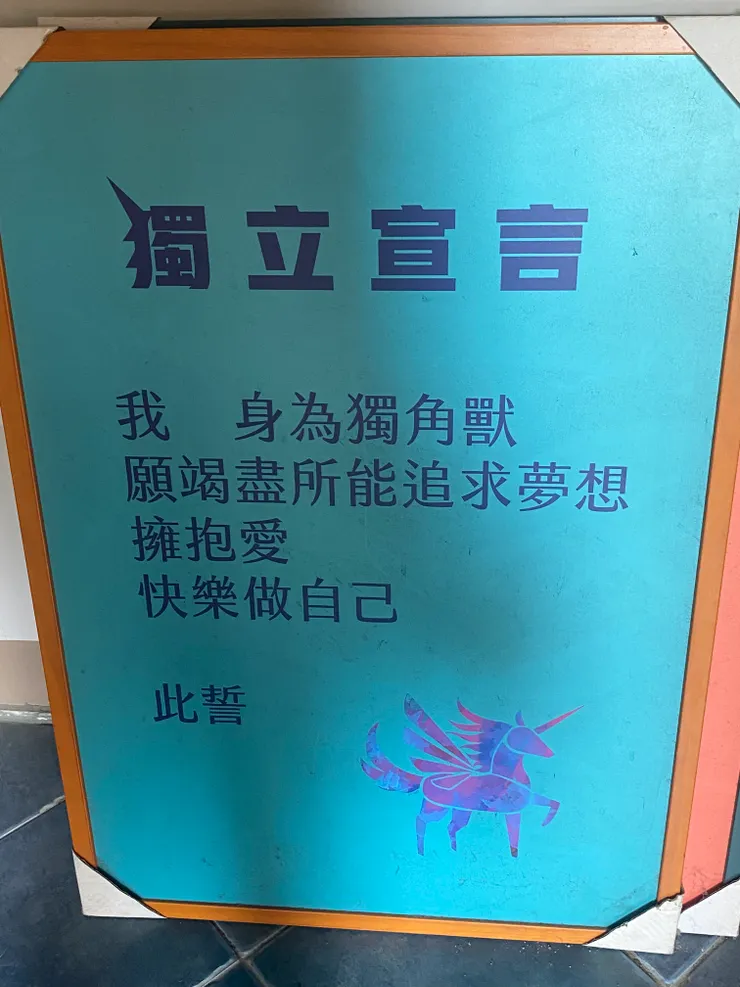 獨立宣言
我 身為獨角獸
願竭盡所能追求夢想
擁抱愛
快樂做自己
此誓